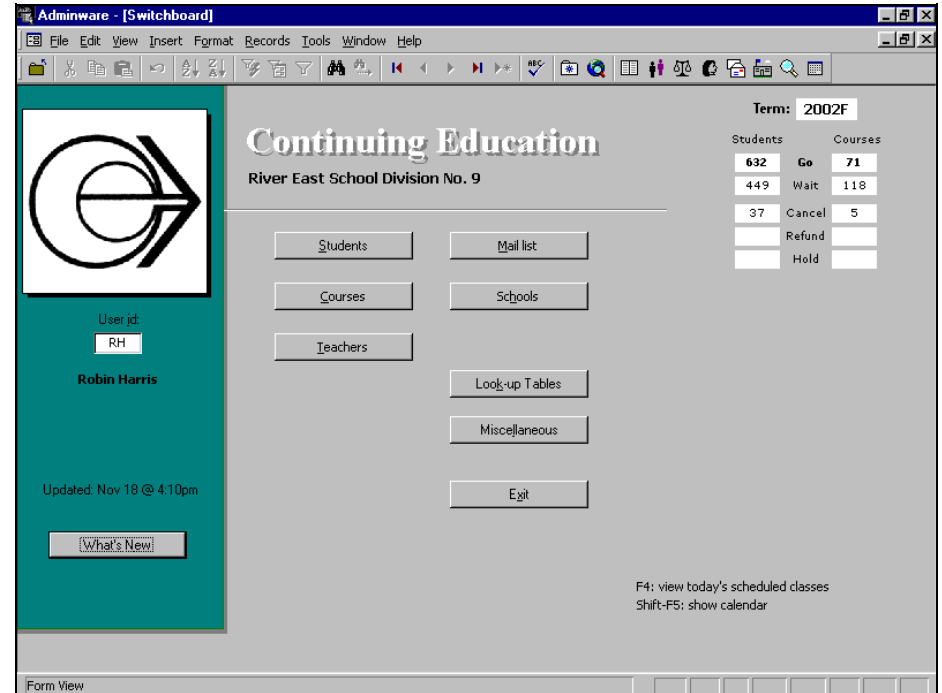 Adminware - [Switchboard]
File Edit View Insert Format Records Tools Window Help
ABC
Continuing Education
River East School Division No. 9
Term: 2002F
Students Courses
632 Go 71
449 Wait 118
37 Cancel 5
Refund
Hold
Students Mail list
Courses Schools
Teachers
Look-up Tables
Miscellaneous
Exit
User id:
RH
Robin Harris
Updated: Nov 18 @ 4:10pm
What's New
F4: view today's scheduled classes
Shift-F5: show calendar
Form View